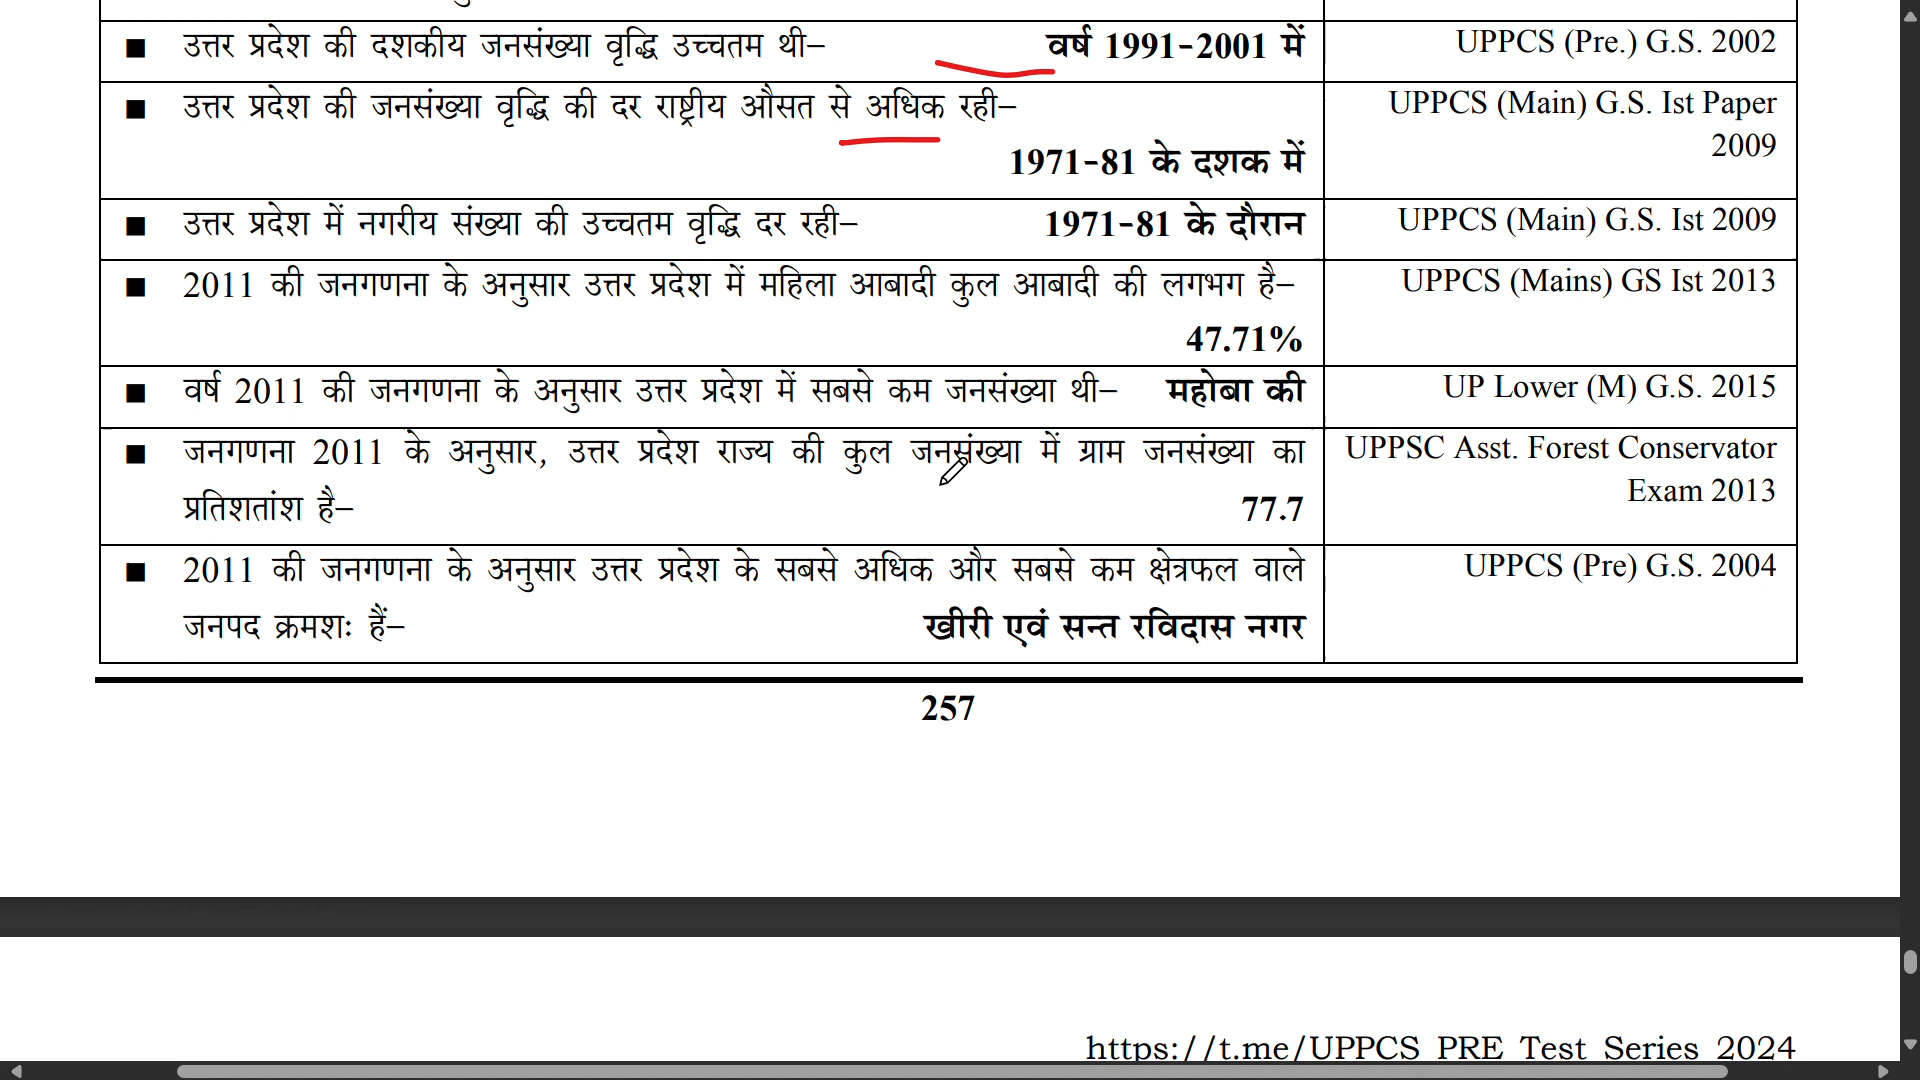 ■ उत्तर प्रदेश की दशकीय जनसंख्या वृद्धि उच्चतम थी– वर्ष 1991-2001 में UPPCS (Pre.) G.S. 2002
■ उत्तर प्रदेश की जनसंख्या वृद्धि की दर राष्ट्रीय औसत से अधिक रही– UPPCS (Main) G.S. Ist Paper
2009
1971-81 के दशक में
■ उत्तर प्रदेश में नगरीय संख्या की उच्चतम वृद्धि दर रही– 1971-81 के दौरान UPPCS (Main) G.S. Ist 2009
■ 2011 की जनगणना के अनुसार उत्तर प्रदेश में महिला आबादी कुल आबादी की लगभग है– UPPCS (Mains) GS Ist 2013
47.71%
■ वर्ष 2011 की जनगणना के अनुसार उत्तर प्रदेश में सबसे कम जनसंख्या थी– महोबा की UP Lower (M) G.S. 2015
■ जनगणना 2011 के अनुसार, उत्तर प्रदेश राज्य की कुल जनसंख्या में ग्राम जनसंख्या का UPPSC Asst. Forest Conservator
प्रतिशतांश है– 77.7 Exam 2013
■ 2011 की जनगणना के अनुसार उत्तर प्रदेश के सबसे अधिक और सबसे कम क्षेत्रफल वाले UPPCS (Pre) G.S. 2004
जनपद क्रमशः हैं– खीरी एवं सन्त रविदास नगर
257
https://t.me/UPPCS_PRE_Test_Series_2024